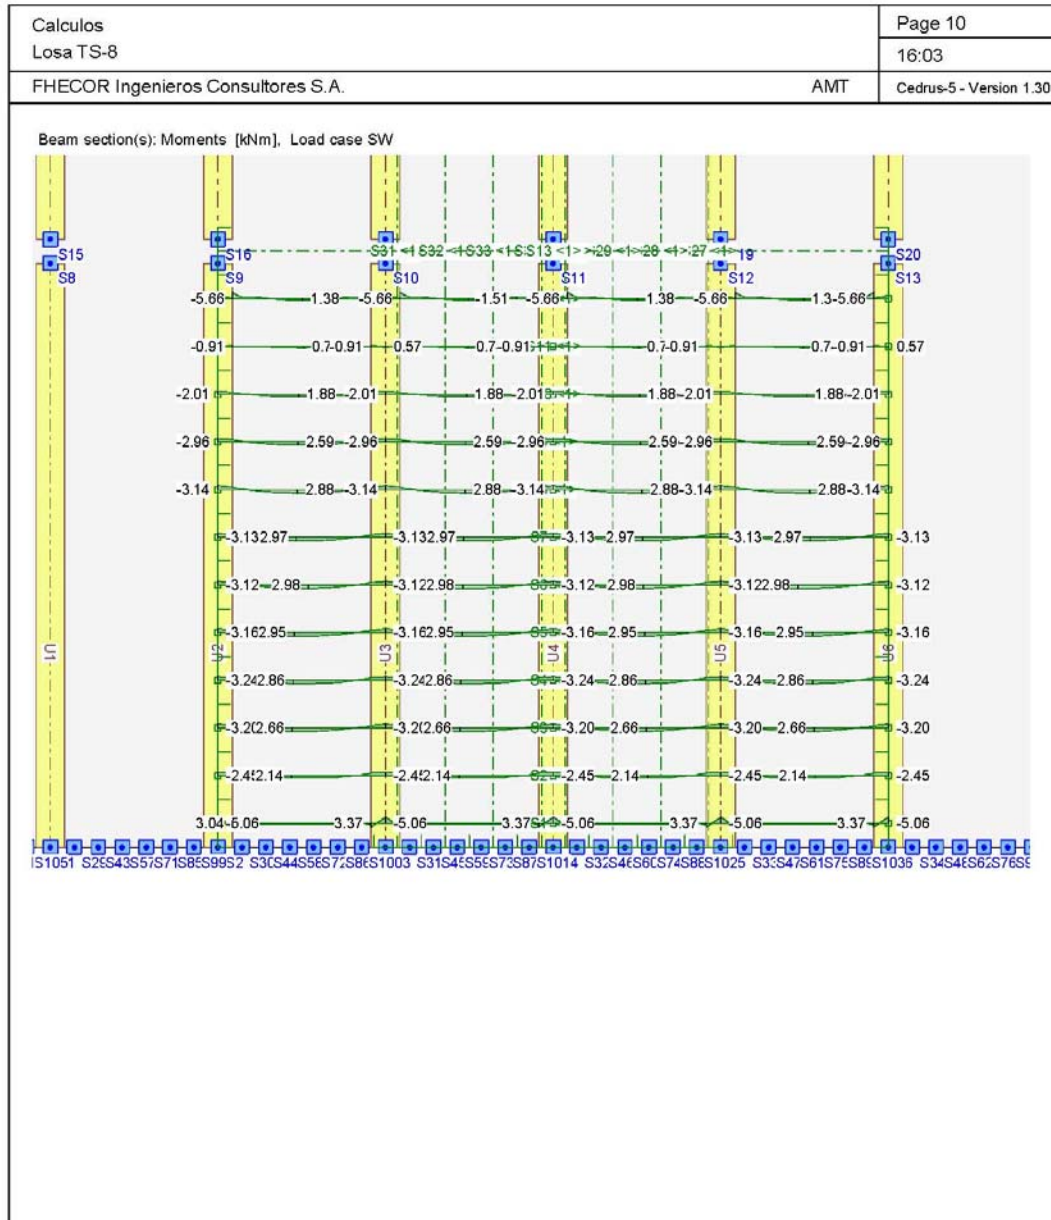 Calculos
Page 10
Losa TS-8
16:03
FHECOR Ingenieros Consultores S.A.
AMT
Cedrus-5 - Version 1.30
Beam section(s): Moments [kNm], Load case SW
S15 S16 S20
S8 S9 S10 S11 S12 S13
-5.66 1.38 -5.66 1.51 -5.66 1.38 -5.66 1.3 -5.66
-0.91 0.7 -0.91 0.57 0.7 -0.91 0.7 -0.91 0.7 -0.91 0.57
-2.01 1.88 -2.01 1.88 -2.01 1.88 -2.01 1.88 -2.01
-2.96 2.59 -2.96 2.59 -2.96 2.59 -2.96 2.59 -2.96
-3.14 2.88 -3.14 2.88 -3.14 2.88 -3.14 2.88 -3.14
-3.13 2.97 -3.13 2.97 -3.13 2.97 -3.13 2.97 -3.13
-3.12 2.98 -3.12 2.98 -3.12 2.98 -3.12 2.98 -3.12
-3.16 2.95 -3.16 2.95 -3.16 2.95 -3.16 2.95 -3.16
U1 U2 U3 U4 U5 U6
-3.24 2.86 -3.24 2.86 -3.24 2.86 -3.24 2.86 -3.24
-3.20 2.66 -3.20 2.66 -3.20 2.66 -3.20 2.66 -3.20
-2.45 2.14 -2.45 2.14 -2.45 2.14 -2.45 2.14 -2.45
3.04 -5.06 3.37 -5.06 3.37 -5.06 3.37 -5.06 3.37 -5.06
S1051 S1003 S1014 S1025 S1036